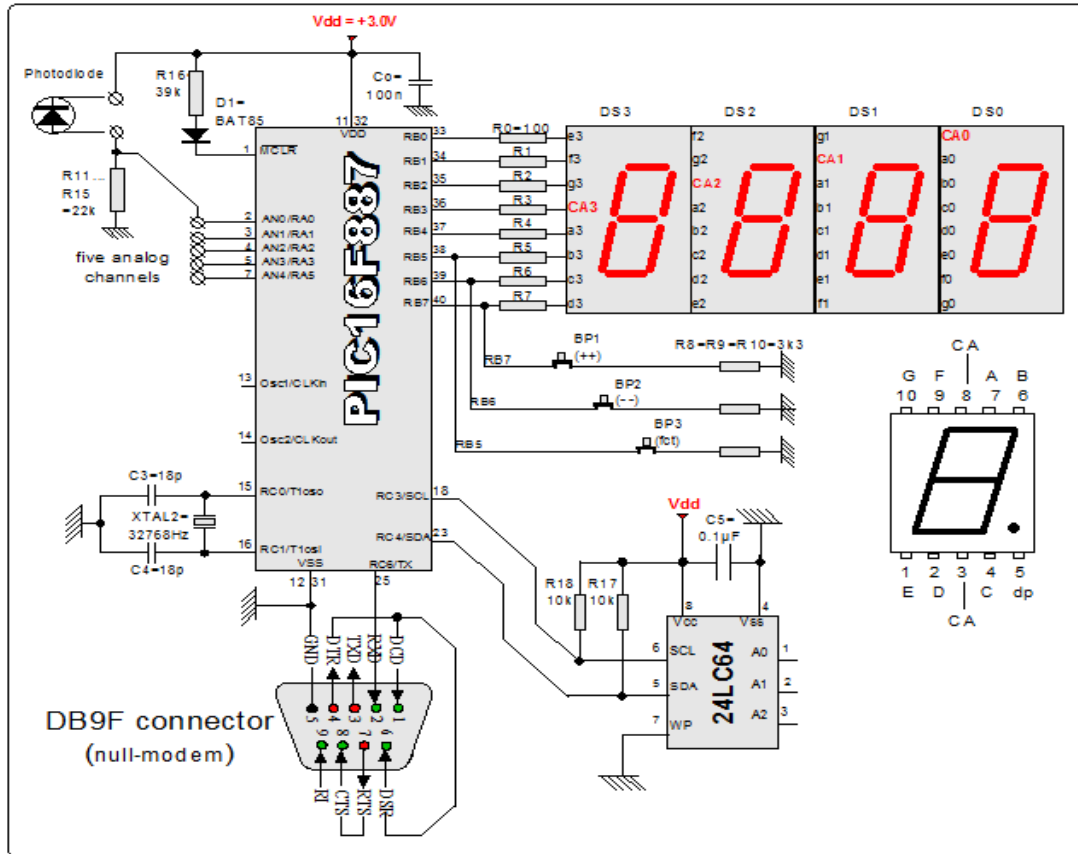 Vdd = +3.0V
Photodiode
R16
39k
D1=
BAT85
Co=
100n
R11...
R15
=22k
five analog
channels
1 MCLR
2 AN0/RA0
3 AN1/RA1
4 AN2/RA2
5 AN3/RA3
7 AN4/RA5
13 Osc1/CLKin
14 Osc2/CLKout
15 RC0/T1oso
16 RC1/T1osi
11 32
VDD
PIC16F887
VSS
12 31
RC6/TX
25
RB0 33
RB1 34
RB2 35
RB3 36
RB4 37
RB5 38
RB6 39
RB7 40
RC3/SCL 18
RC4/SDA 23
R0=100
R1
R2
R3
R4
R5
R6
R7
DS3
DS2
DS1
DS0
e3
f3
g3
CA3
a3
b3
c3
d3
f2
g2
CA2
a2
b2
c2
d2
e2
g1
CA1
a1
b1
c1
d1
e1
f1
CA0
a0
b0
c0
d0
e0
f0
g0
RB7
BP1
(++)
R8=R9=R10=3k3
RB6
BP2
(--)
RB5
BP3
(fct)
C3=18p
XTAL2=
32768Hz
C4=18p
CA
G F A B
10 9 8 7 6
1 2 3 4 5
E D C dp
CA
Vdd
C5=
0.1µF
R18
10k
R17
10k
8
Vcc
4
Vss
24LC64
6 SCL
5 SDA
7 WP
A0 1
A1 2
A2 3
GND
DTR
TXD
RXD
DCD
5 4 3 2 1
9 8 7 6
RI
CTS
RTS
DSR
DB9F connector
(null-modem)